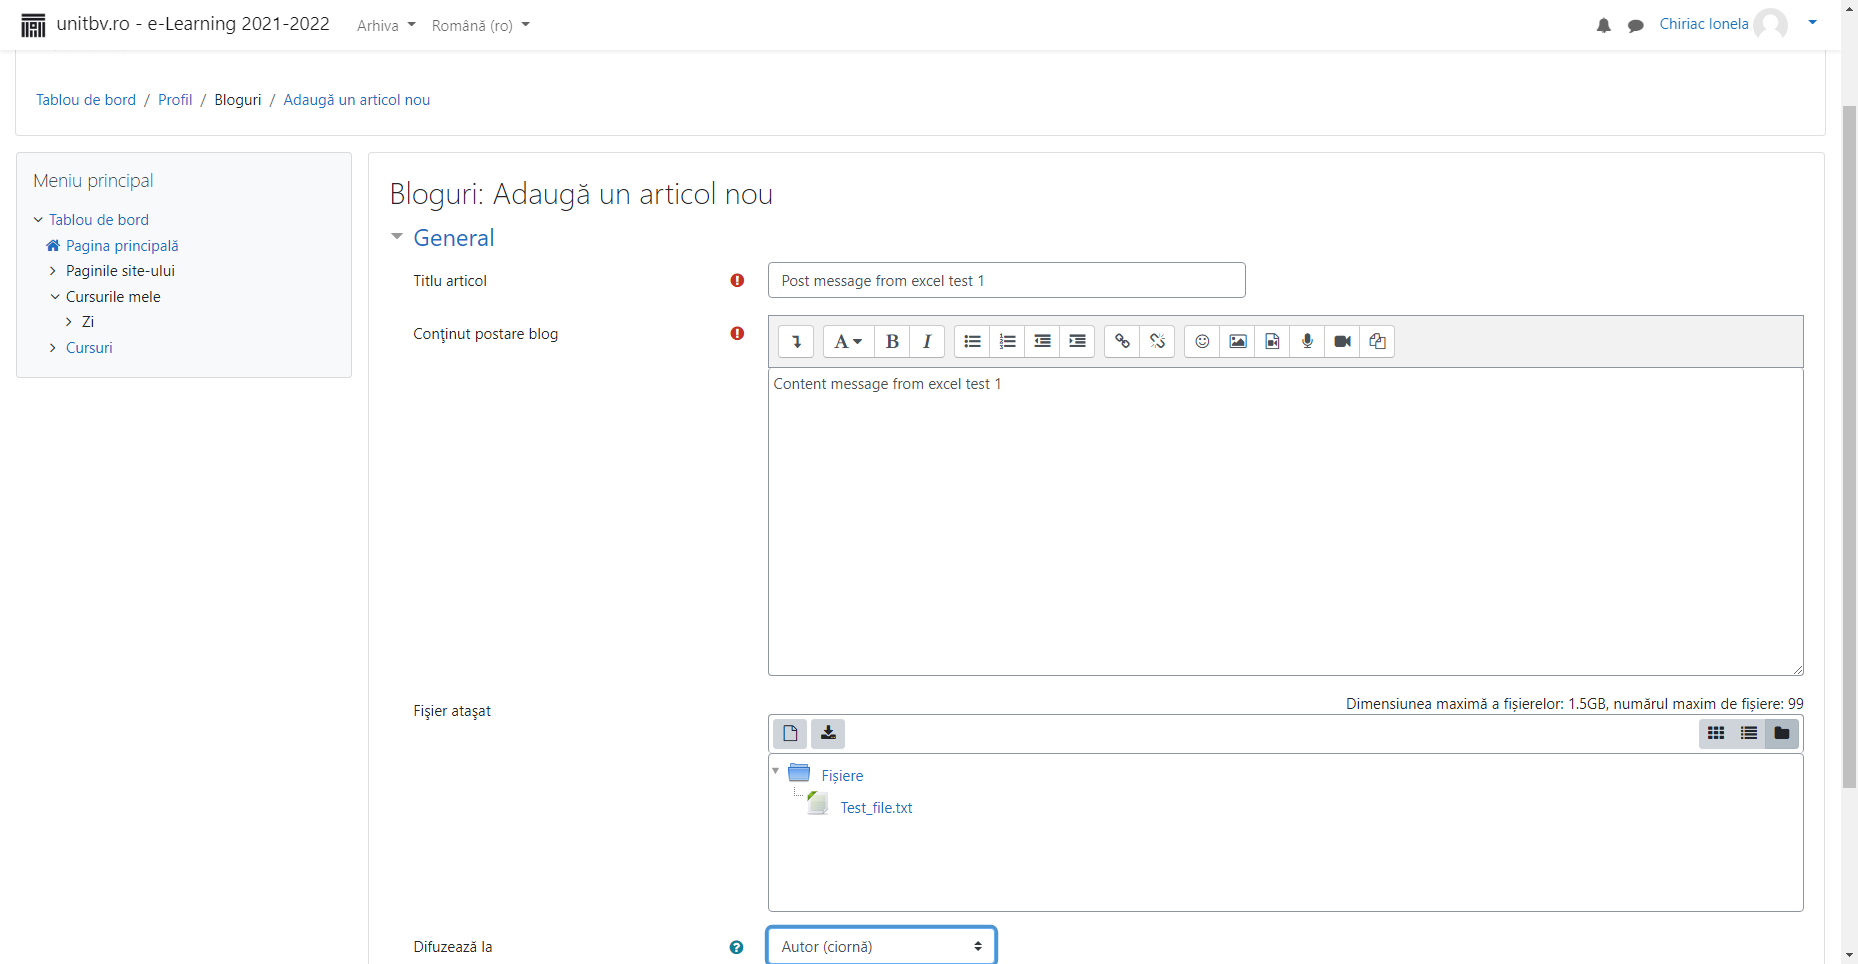 unitbv.ro - e-Learning 2021-2022 Arhiva Română (ro) Chiriac Ionela
Tablou de bord / Profil / Bloguri / Adaugă un articol nou
Meniu principal
Tablou de bord
Pagina principală
Paginile site-ului
Cursurile mele
Zi
Cursuri
Bloguri: Adaugă un articol nou
General
Titlu articol Post message from excel test 1
Conţinut postare blog
A B I
Content message from excel test 1
Fişier ataşat
Dimensiunea maximă a fișierelor: 1.5GB, numărul maxim de fișiere: 99
Fișiere
Test_file.txt
Difuzează la Autor (ciornă)